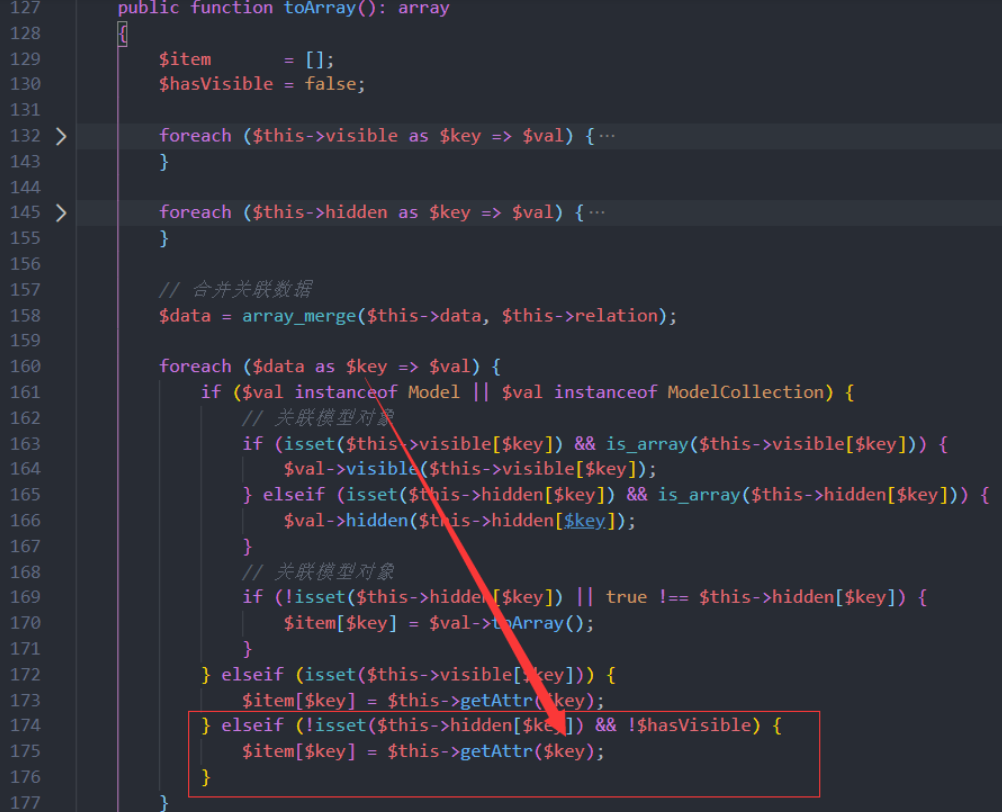 127 public function toArray(): array
128 {
129 $item = [];
130 $hasVisible = false;
131
132 foreach ($this->visible as $key => $val) { ···
143 }
144
145 foreach ($this->hidden as $key => $val) { ···
155 }
156
157 // 合并关联数据
158 $data = array_merge($this->data, $this->relation);
159
160 foreach ($data as $key => $val) {
161 if ($val instanceof Model || $val instanceof ModelCollection) {
162 // 关联模型对象
163 if (isset($this->visible[$key]) && is_array($this->visible[$key])) {
164 $val->visible($this->visible[$key]);
165 } elseif (isset($this->hidden[$key]) && is_array($this->hidden[$key])) {
166 $val->hidden($this->hidden[$key]);
167 }
168 // 关联模型对象
169 if (!isset($this->hidden[$key]) || true !== $this->hidden[$key]) {
170 $item[$key] = $val->toArray();
171 }
172 } elseif (isset($this->visible[$key])) {
173 $item[$key] = $this->getAttr($key);
174 } elseif (!isset($this->hidden[$key]) && !$hasVisible) {
175 $item[$key] = $this->getAttr($key);
176 }
177 }